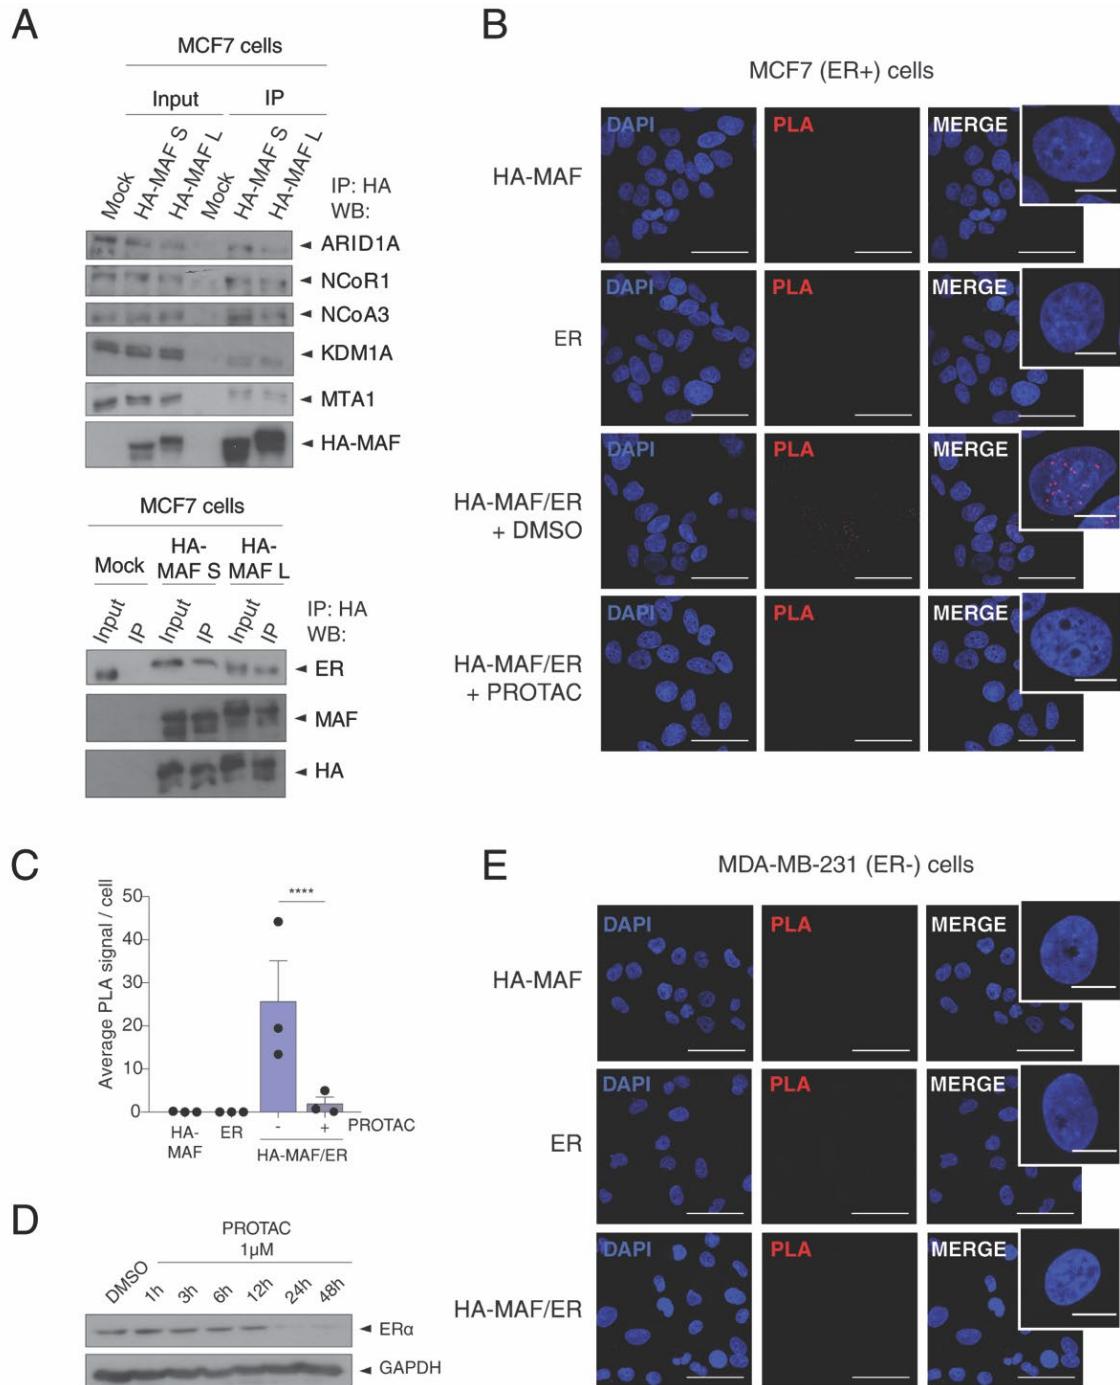 A
MCF7 cells
Input
IP
Mock
HA-MAF S
HA-MAF L
Mock
HA-MAF S
HA-MAF L
IP: HA
WB:
ARID1A
NCoR1
NCoA3
KDM1A
MTA1
HA-MAF
MCF7 cells
Mock
HA-
MAF S
HA-
MAF L
Input
IP
Input
IP
Input
IP
IP: HA
WB:
ER
MAF
HA
B
MCF7 (ER+) cells
HA-MAF
DAPI
PLA
MERGE
ER
DAPI
PLA
MERGE
HA-MAF/ER
+ DMSO
DAPI
PLA
MERGE
HA-MAF/ER
+ PROTAC
DAPI
PLA
MERGE
C
Average PLA signal / cell
50
40
30
20
10
0
****
HA-
MAF
ER
-
+
PROTAC
HA-MAF/ER
D
PROTAC
1µM
DMSO
1h
3h
6h
12h
24h
48h
ERα
GAPDH
E
MDA-MB-231 (ER-) cells
HA-MAF
DAPI
PLA
MERGE
ER
DAPI
PLA
MERGE
HA-MAF/ER
DAPI
PLA
MERGE